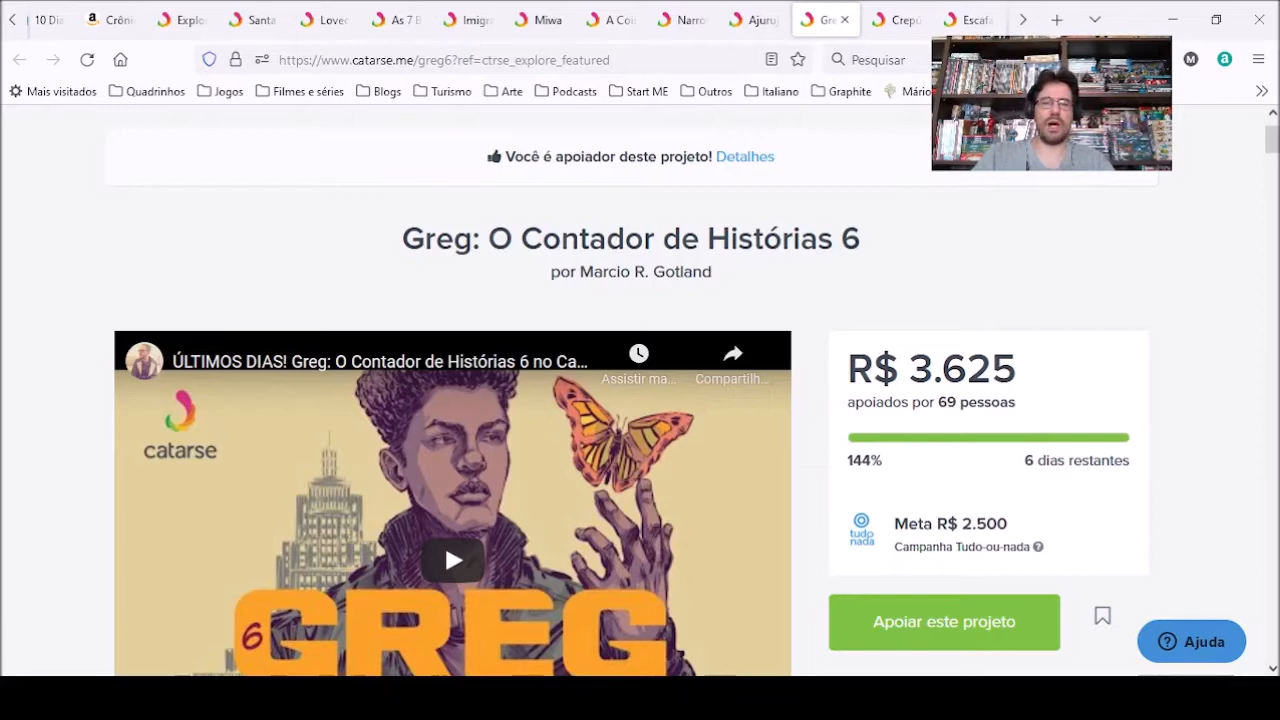 10 Dia
Crôni
Explo
Santa
Lovec
As 7 B
Imigra
Miwa
A Coi
Narro
Ajuruj
Gre
Crepú
Escafa
https://www.catarse.me/greg6?ref=ctrse_explore_featured
Pesquisar
M
a
Mais visitados
Quadrinhos
Jogos
Filmes e séries
Blogs
Arte
Podcasts
Start ME
Outros
Italiano
Graphite
Mário
Você é apoiador deste projeto! Detalhes
Greg: O Contador de Histórias 6
por Marcio R. Gotland
ÚLTIMOS DIAS! Greg: O Contador de Histórias 6 no Ca...
Assistir ma...
Compartilh...
catarse
6
GREG
R$ 3.625
apoiados por 69 pessoas
144%
6 dias restantes
tudo
nada
Meta R$ 2.500
Campanha Tudo-ou-nada
Apoiar este projeto
Ajuda